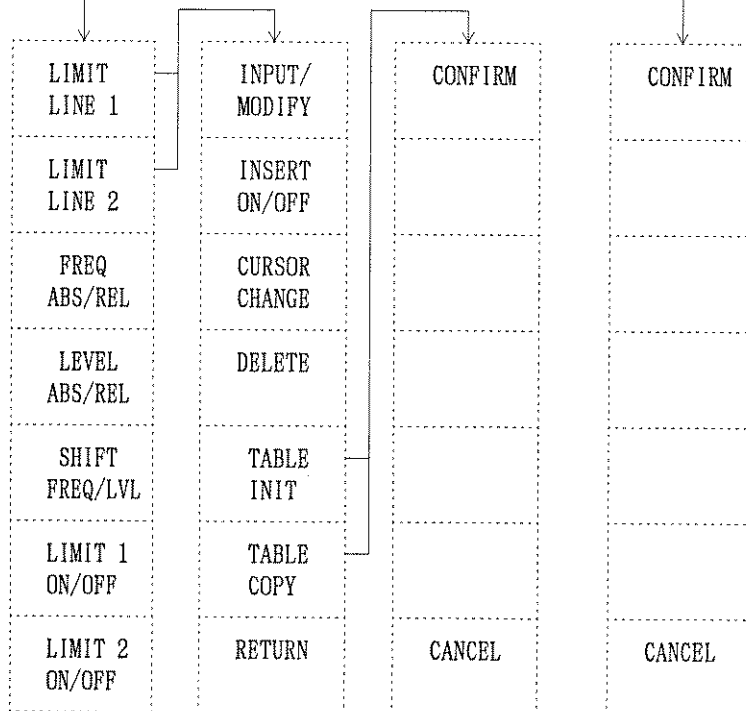 LIMIT
LINE 1
LIMIT
LINE 2
FREQ
ABS/REL
LEVEL
ABS/REL
SHIFT
FREQ/LVL
LIMIT 1
ON/OFF
LIMIT 2
ON/OFF
INPUT/
MODIFY
INSERT
ON/OFF
CURSOR
CHANGE
DELETE
TABLE
INIT
TABLE
COPY
RETURN
CONFIRM
CANCEL
CONFIRM
CANCEL